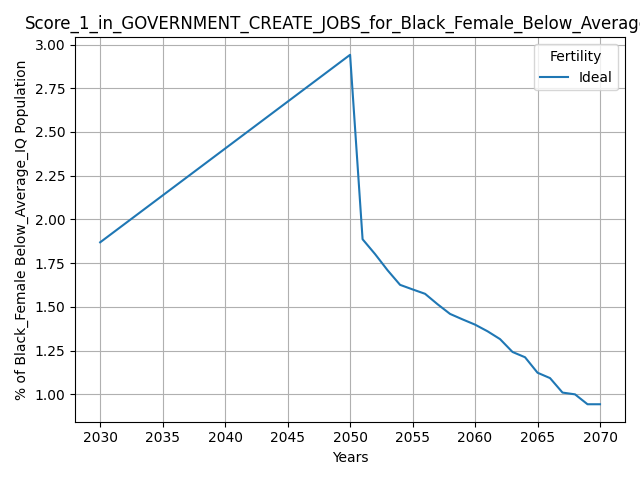 Score_1_in_GOVERNMENT_CREATE_JOBS_for_Black_Female_Below_Average
% of Black_Female Below_Average_IQ Population
3.00
2.75
2.50
2.25
2.00
1.75
1.50
1.25
1.00
Fertility
Ideal
2030 2035 2040 2045 2050 2055 2060 2065 2070
Years